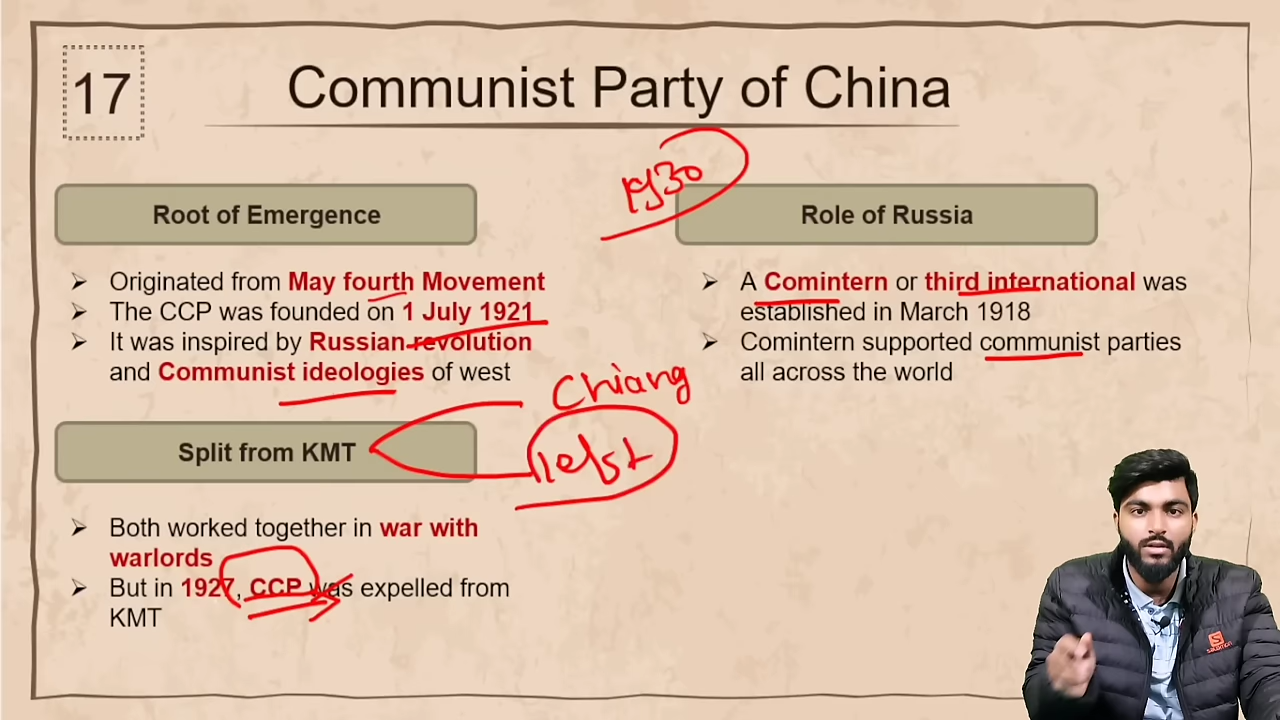 17
Communist Party of China
1930
Root of Emergence
Originated from May fourth Movement
The CCP was founded on 1 July 1921
It was inspired by Russian revolution
and Communist ideologies of west
Role of Russia
A Comintern or third international was
established in March 1918
Comintern supported communist parties
all across the world
Chiang
Split from KMT
Both worked together in war with
warlords
But in 1927, CCP was expelled from
KMT
salomon